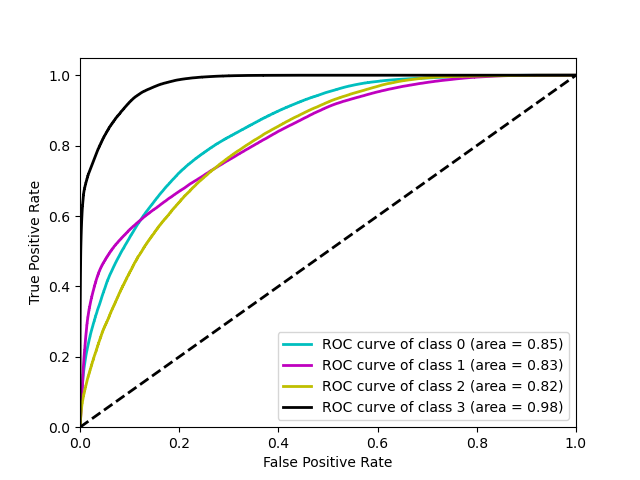 1.0
0.8
0.6
0.4
0.2
0.0
True Positive Rate
ROC curve of class 0 (area = 0.85)
ROC curve of class 1 (area = 0.83)
ROC curve of class 2 (area = 0.82)
ROC curve of class 3 (area = 0.98)
0.0 0.2 0.4 0.6 0.8 1.0
False Positive Rate